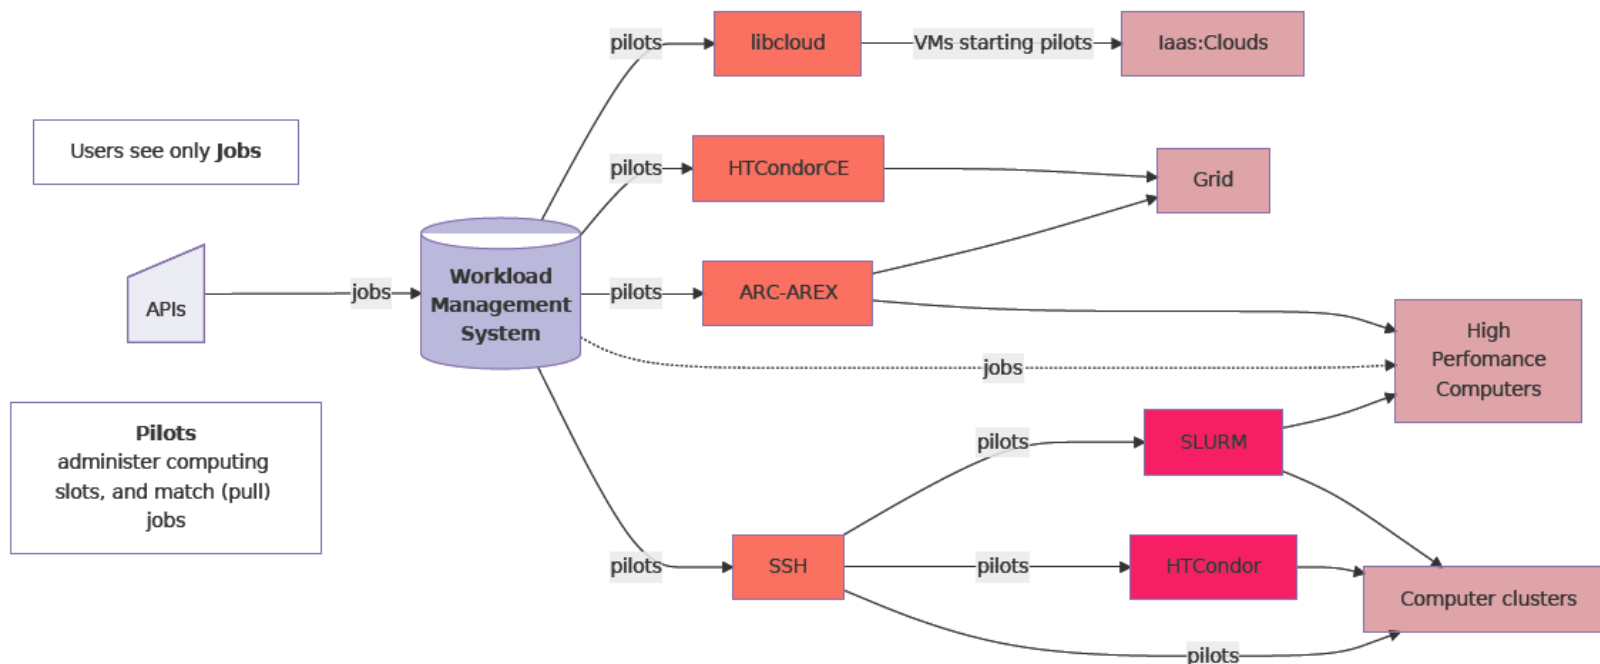 pilots
libcloud
VMs starting pilots
Iaas:Clouds
Users see only Jobs
pilots
HTCondorCE
Grid
APIs
jobs
Workload
Management
System
pilots
ARC-AREX
High
Perfomance
Computers
jobs
Pilots
administer computing
slots, and match (pull)
jobs
pilots
SLURM
pilots
SSH
pilots
HTCondor
Computer clusters
pilots